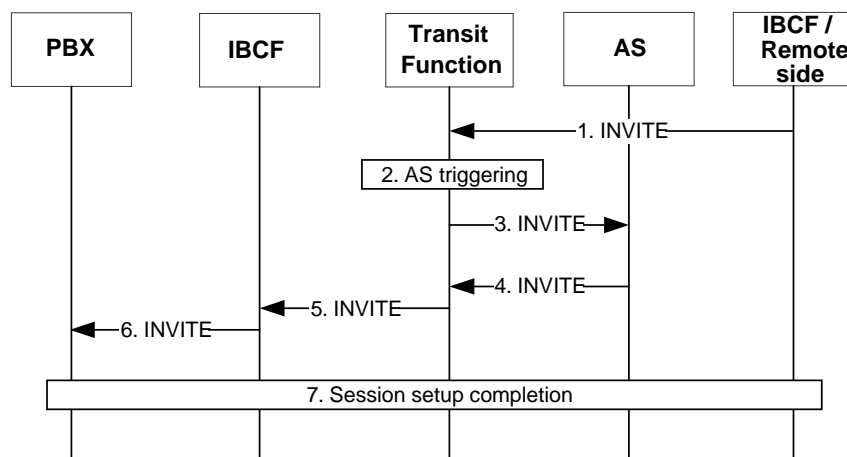 PBX
IBCF
Transit
Function
AS
IBCF /
Remote
side
1. INVITE
2. AS triggering
3. INVITE
4. INVITE
5. INVITE
6. INVITE
7. Session setup completion